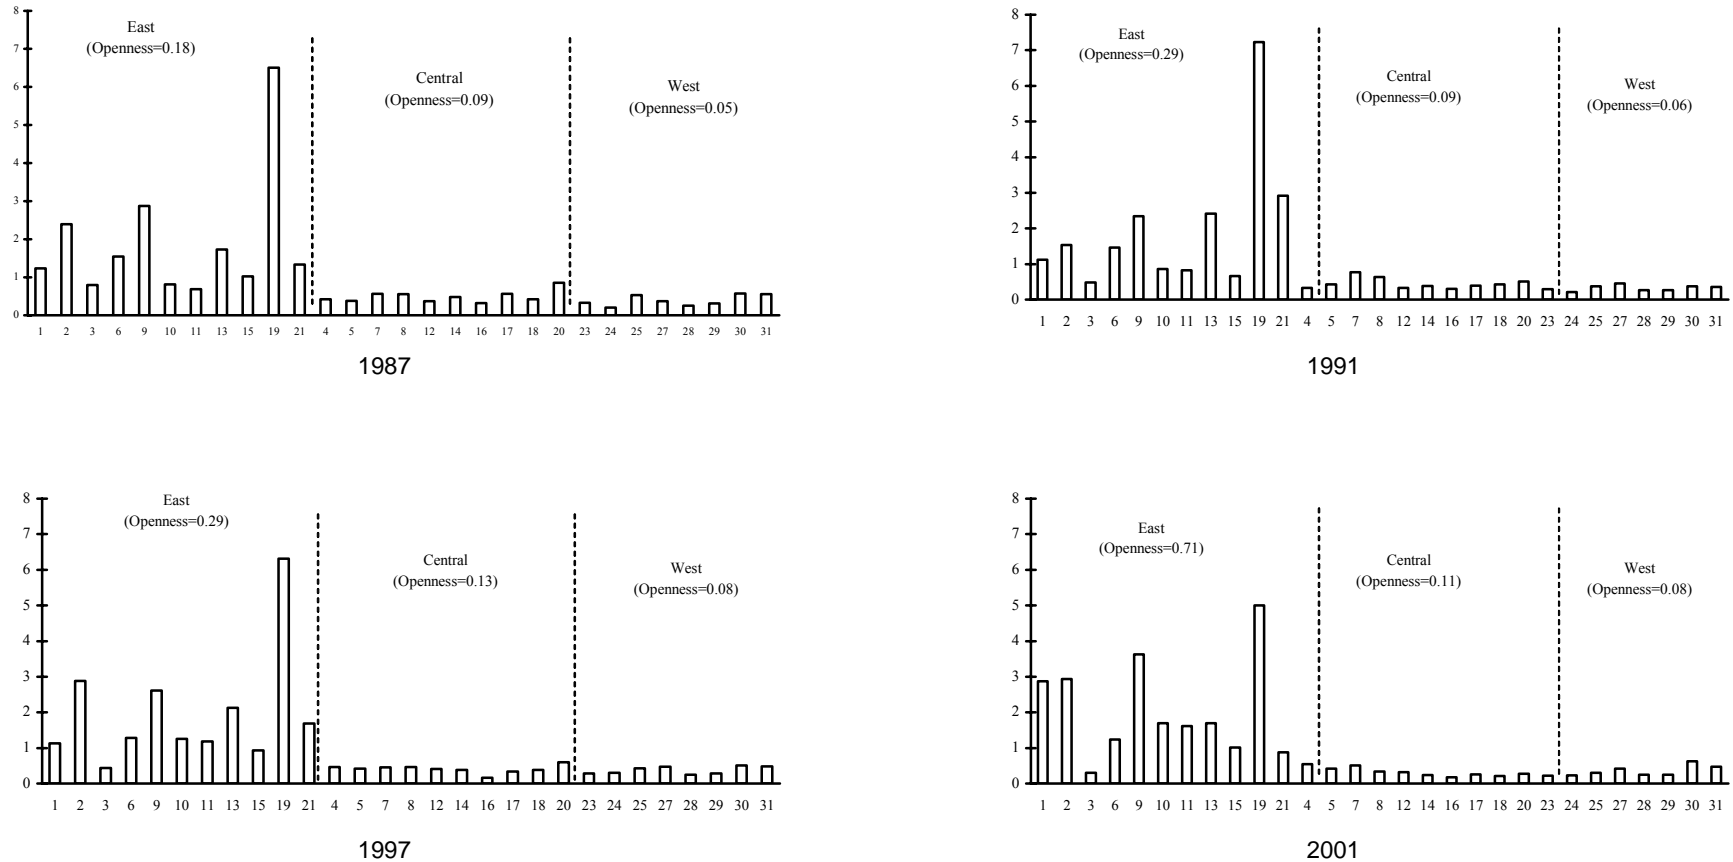 8
7
6
5
4
3
2
1
0
East
(Openness=0.18)
Central
(Openness=0.09)
West
(Openness=0.05)
1 2 3 6 9 10 11 13 15 19 21 4 5 7 8 12 14 16 17 18 20 23 24 25 27 28 29 30 31
1987
8
7
6
5
4
3
2
1
0
East
(Openness=0.29)
Central
(Openness=0.09)
West
(Openness=0.06)
1 2 3 6 9 10 11 13 15 19 21 4 5 7 8 12 14 16 17 18 20 23 24 25 27 28 29 30 31
1991
8
7
6
5
4
3
2
1
0
East
(Openness=0.29)
Central
(Openness=0.13)
West
(Openness=0.08)
1 2 3 6 9 10 11 13 15 19 21 4 5 7 8 12 14 16 17 18 20 23 24 25 27 28 29 30 31
1997
8
7
6
5
4
3
2
1
0
East
(Openness=0.71)
Central
(Openness=0.11)
West
(Openness=0.08)
1 2 3 6 9 10 11 13 15 19 21 4 5 7 8 12 14 16 17 18 20 23 24 25 27 28 29 30 31
2001